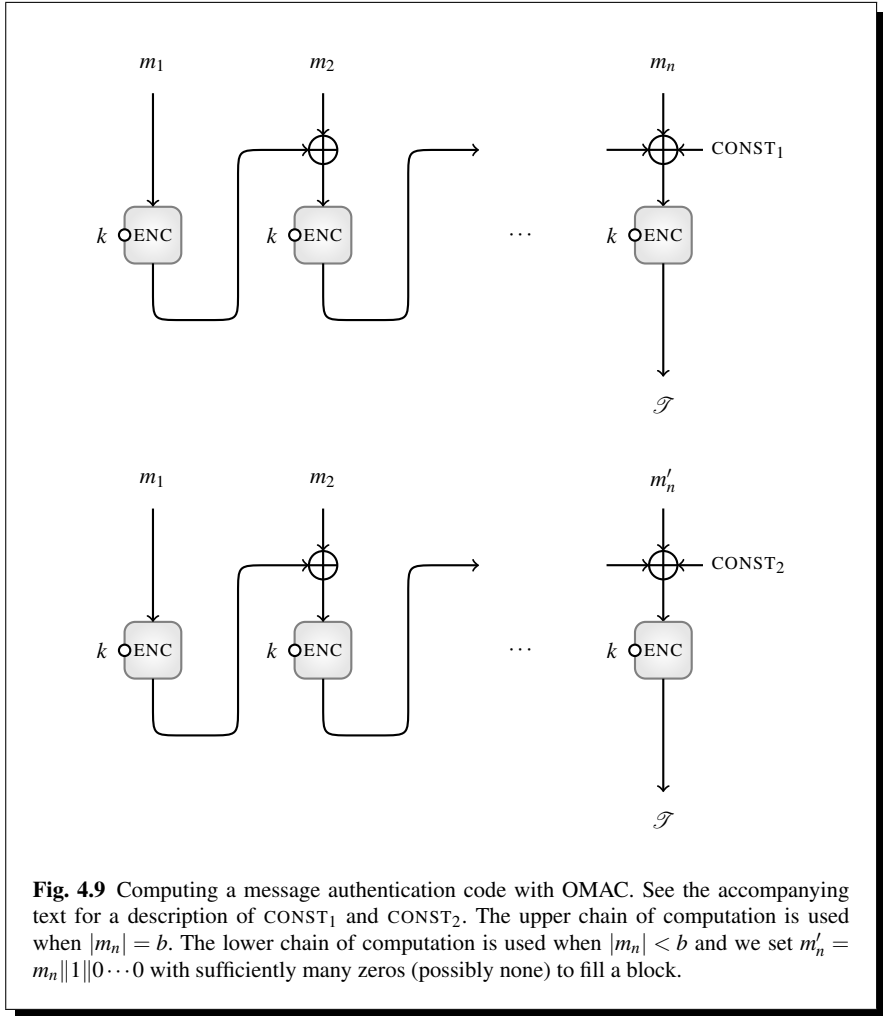 m₁ m₂ mₙ
CONST₁
k ENC k ENC ··· k ENC
𝒯
m₁ m₂ m′ₙ
CONST₂
k ENC k ENC ··· k ENC
𝒯
Fig. 4.9 Computing a message authentication code with OMAC. See the accompanying
text for a description of CONST₁ and CONST₂. The upper chain of computation is used
when |mₙ| = b. The lower chain of computation is used when |mₙ| < b and we set m′ₙ =
mₙ‖1‖0···0 with sufficiently many zeros (possibly none) to fill a block.